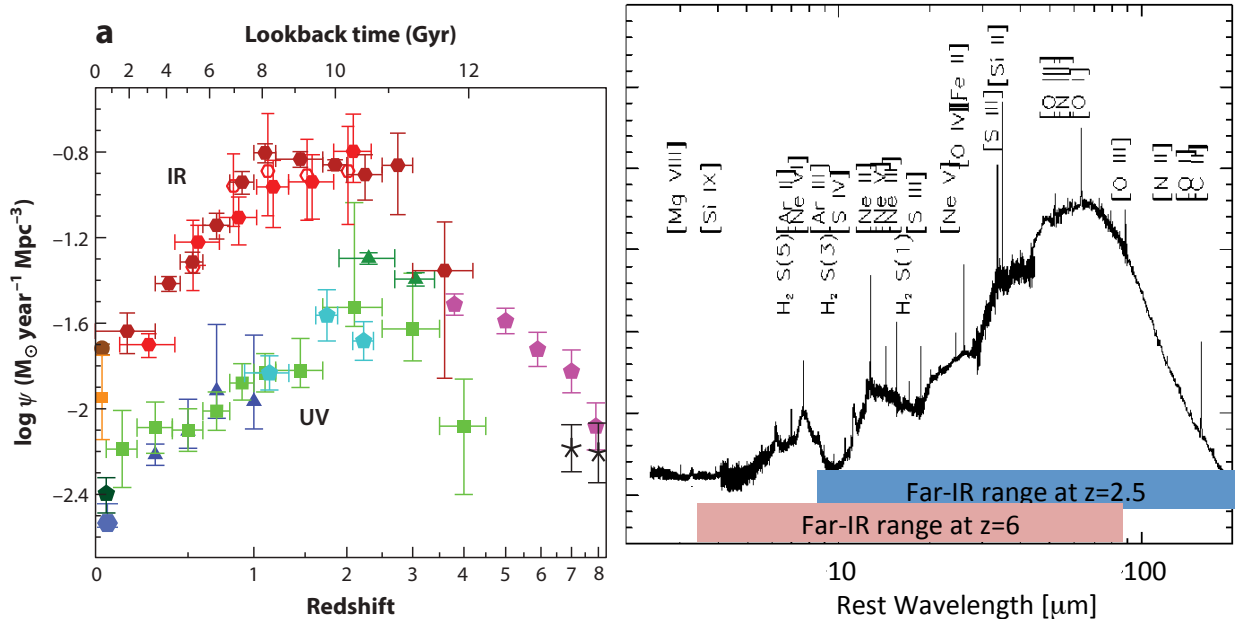 a
Lookback time (Gyr)
0 2 4 6 8 10 12
log ψ (M⊙ year−1 Mpc−3)
−0.8
−1.2
−1.6
−2
−2.4
IR
UV
0 1 2 3 4 5 6 7 8
Redshift
[Mg VIII]
[Si IX]
H2 S(5)
[Ar II]
[Ne VI]
H2 S(3)
[Ar III]
[S IV]
[Ne II]
[Ne V]
[Ne III]
H2 S(1)
[S III]
[Ne V]
[O IV]
[Fe II]
[S III]
[Si II]
[O III]
[N III]
[O I]
[O III]
[N II]
[O I]
[C II]
Far-IR range at z=2.5
Far-IR range at z=6
10 100
Rest Wavelength [μm]